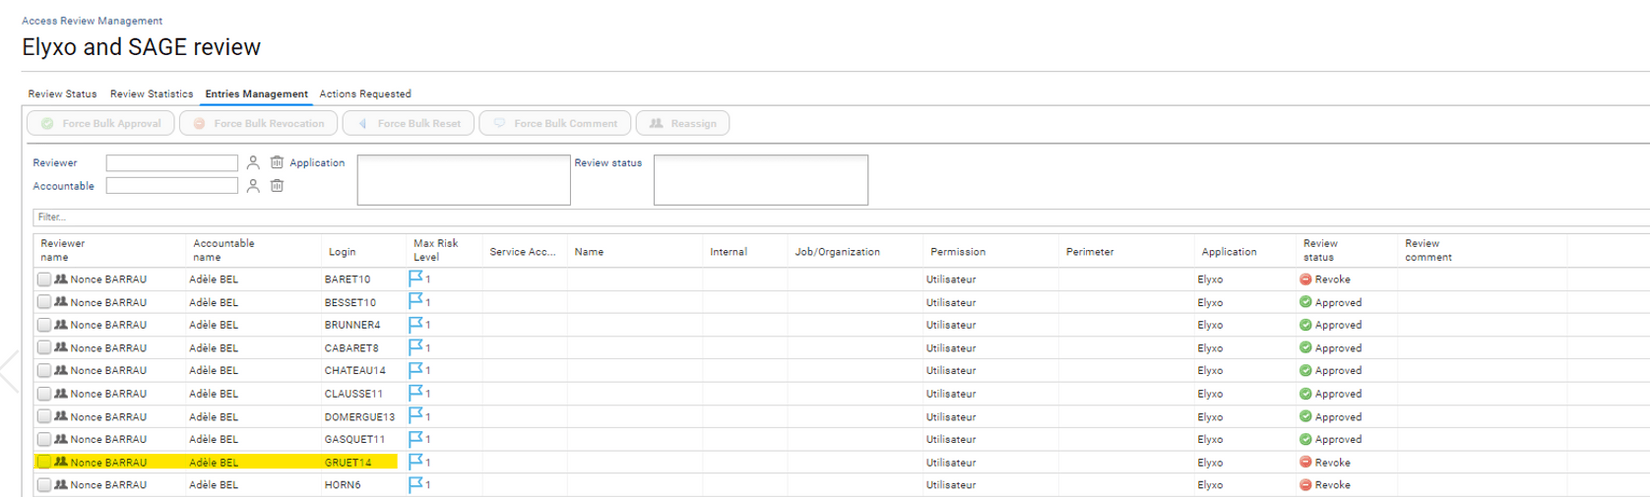 Access Review Management
Elyxo and SAGE review
Review Status Review Statistics Entries Management Actions Requested
Force Bulk Approval Force Bulk Revocation Force Bulk Reset Force Bulk Comment Reassign
Reviewer Application Review status
Accountable
Filter...
Reviewer name Accountable name Login Max Risk Level Service Acc... Name Internal Job/Organization Permission Perimeter Application Review status Review comment
Nonce BARRAU Adèle BEL BARET10 1 Utilisateur Elyxo Revoke
Nonce BARRAU Adèle BEL BESSET10 1 Utilisateur Elyxo Approved
Nonce BARRAU Adèle BEL BRUNNER4 1 Utilisateur Elyxo Approved
Nonce BARRAU Adèle BEL CABARET8 1 Utilisateur Elyxo Approved
Nonce BARRAU Adèle BEL CHATEAU14 1 Utilisateur Elyxo Approved
Nonce BARRAU Adèle BEL CLAUSSE11 1 Utilisateur Elyxo Approved
Nonce BARRAU Adèle BEL DOMERGUE13 1 Utilisateur Elyxo Approved
Nonce BARRAU Adèle BEL GASQUET11 1 Utilisateur Elyxo Approved
Nonce BARRAU Adèle BEL GRUET14 1 Utilisateur Elyxo Revoke
Nonce BARRAU Adèle BEL HORN6 1 Utilisateur Elyxo Revoke